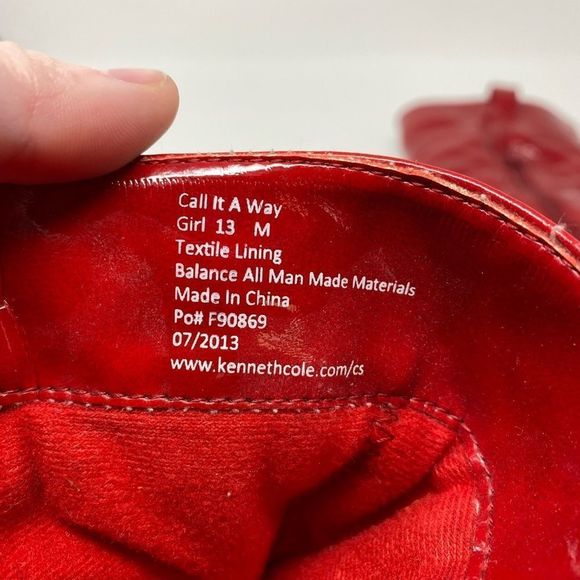 Call It A Way
Girl 13 M
Textile Lining
Balance All Man Made Materials
Made In China
Po# F90869
07/2013
www.kennethcole.com/cs